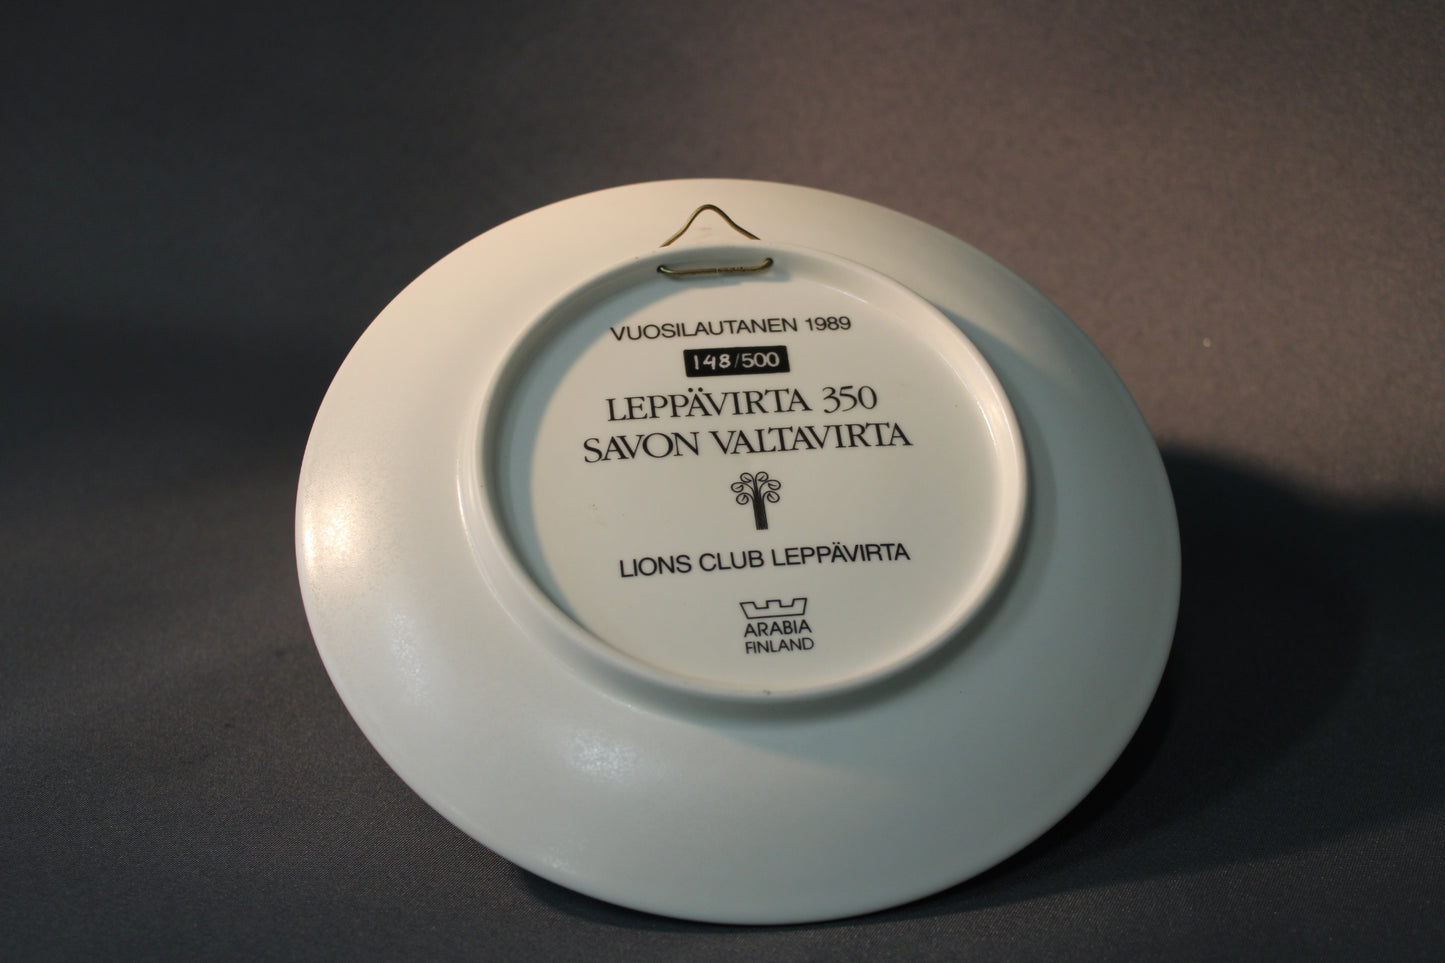 VUOSILAUTANEN 1989
148/500
LEPPÄVIRTA 350
SAVON VALTAVIRTA
LIONS CLUB LEPPÄVIRTA
ARABIA
FINLAND